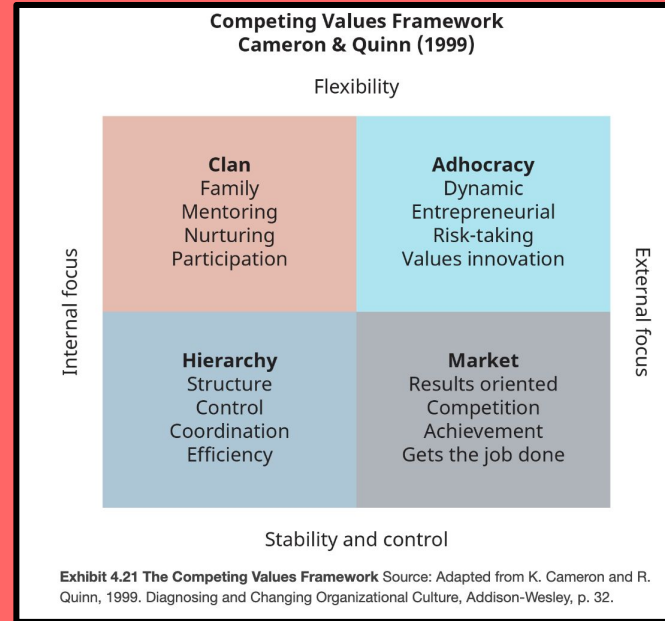 Competing Values Framework
Cameron & Quinn (1999)
Flexibility
Clan
Family
Mentoring
Nurturing
Participation
Adhocracy
Dynamic
Entrepreneurial
Risk-taking
Values innovation
Internal focus
External focus
Hierarchy
Structure
Control
Coordination
Efficiency
Market
Results oriented
Competition
Achievement
Gets the job done
Stability and control
Exhibit 4.21 The Competing Values Framework Source: Adapted from K. Cameron and R.
Quinn, 1999. Diagnosing and Changing Organizational Culture, Addison-Wesley, p. 32.